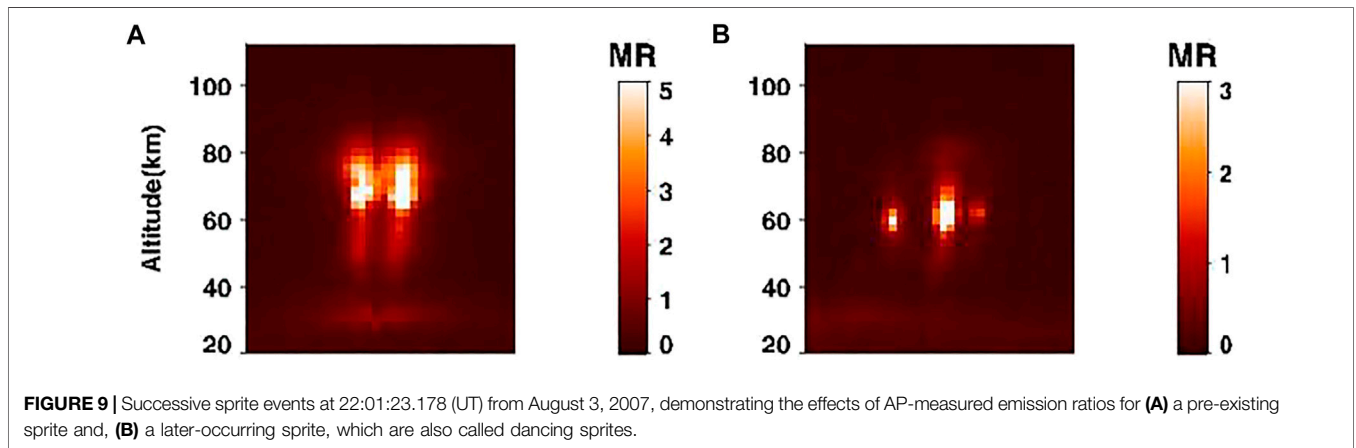 A
B
MR
MR
Altitude(km)
100
80
60
40
20
5
4
3
2
1
0
100
80
60
40
20
3
2
1
0
FIGURE 9 | Successive sprite events at 22:01:23.178 (UT) from August 3, 2007, demonstrating the effects of AP-measured emission ratios for (A) a pre-existing
sprite and, (B) a later-occurring sprite, which are also called dancing sprites.